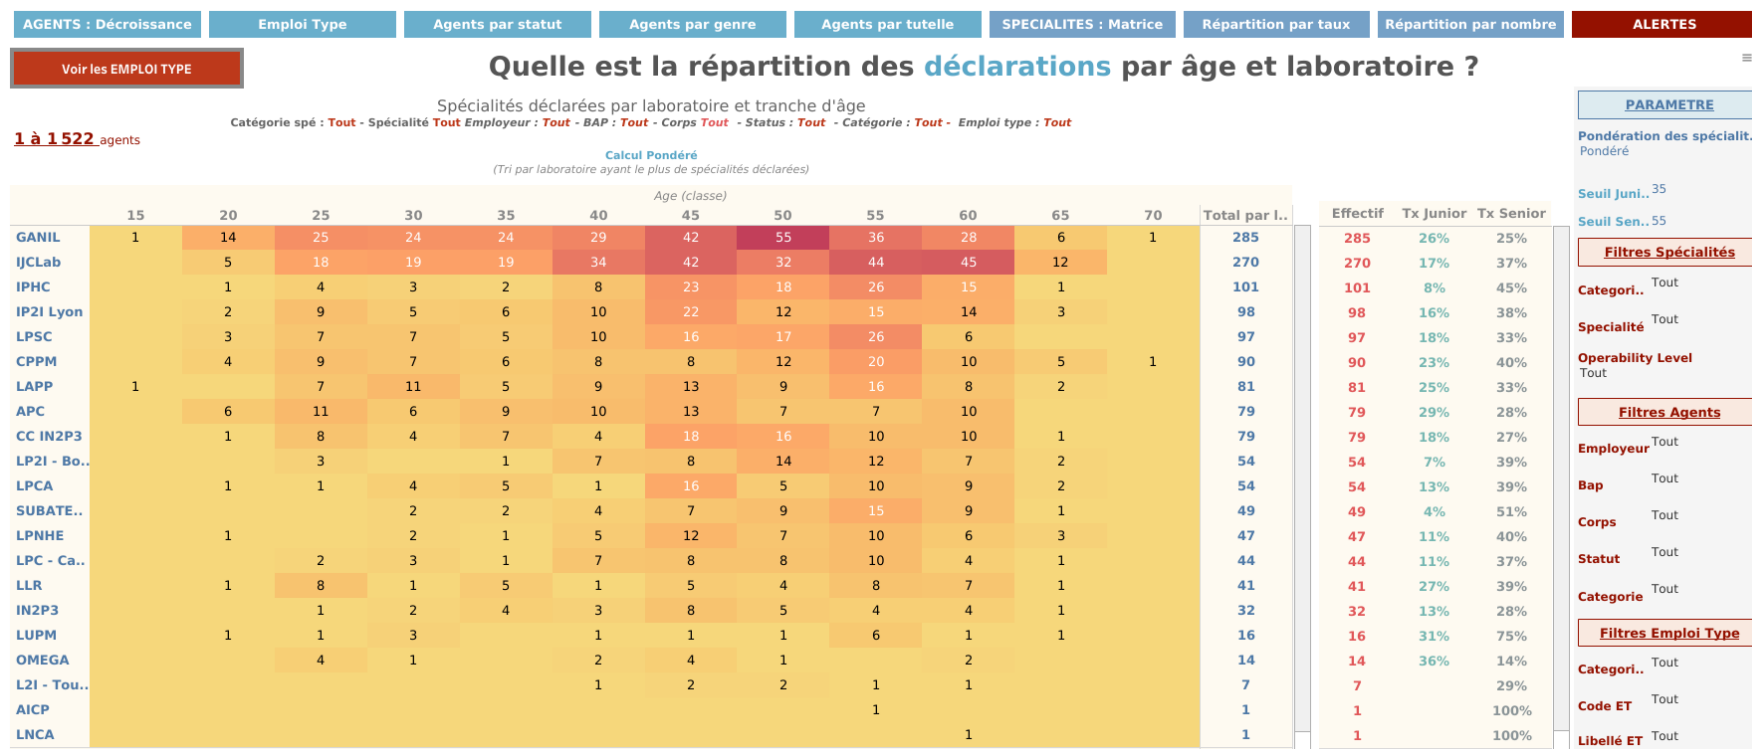 AGENTS : Décroissance Emploi Type Agents par statut Agents par genre Agents par tutelle SPECIALITES : Matrice Répartition par taux Répartition par nombre ALERTES
Voir les EMPLOI TYPE
Quelle est la répartition des déclarations par âge et laboratoire ?
Spécialités déclarées par laboratoire et tranche d'âge
Catégorie spé : Tout - Spécialité Tout Employeur : Tout - BAP : Tout - Corps Tout - Status : Tout - Catégorie : Tout - Emploi type : Tout
1 à 1 522 agents
Calcul Pondéré
(Tri par laboratoire ayant le plus de spécialités déclarées)
Age (classe)
15 20 25 30 35 40 45 50 55 60 65 70 Total par l.. Effectif Tx Junior Tx Senior
GANIL 1 14 25 24 24 29 42 55 36 28 6 1 285 285 26% 25%
IJCLab 5 18 19 19 34 42 32 44 45 12 270 270 17% 37%
IPHC 1 4 3 2 8 23 18 26 15 1 101 101 8% 45%
IP2I Lyon 2 9 5 6 10 22 12 15 14 3 98 98 16% 38%
LPSC 3 7 7 5 10 16 17 26 6 97 97 18% 33%
CPPM 4 9 7 6 8 8 12 20 10 5 1 90 90 23% 40%
LAPP 1 7 11 5 9 13 9 16 8 2 81 81 25% 33%
APC 6 11 6 9 10 13 7 7 10 79 79 29% 28%
CC IN2P3 1 8 4 7 4 18 16 10 10 1 79 79 18% 27%
LP2I - Bo.. 3 1 7 8 14 12 7 2 54 54 7% 39%
LPCA 1 1 4 5 1 16 5 10 9 2 54 54 13% 39%
SUBATE.. 2 2 4 7 9 15 9 1 49 49 4% 51%
LPNHE 1 2 1 5 12 7 10 6 3 47 47 11% 40%
LPC - Ca.. 2 3 1 7 8 8 10 4 1 44 44 11% 37%
LLR 1 8 1 5 1 5 4 8 7 1 41 41 27% 39%
IN2P3 1 2 4 3 8 5 4 4 1 32 32 13% 28%
LUPM 1 1 3 1 1 1 6 1 1 16 16 31% 75%
OMEGA 4 1 2 4 1 2 14 14 36% 14%
L2I - Tou.. 1 2 2 1 1 7 7 29%
AICP 1 1 1 100%
LNCA 1 1 1 100%
PARAMETRE
Pondération des spécialit.
Pondéré
Seuil Juni.. 35
Seuil Sen.. 55
Filtres Spécialités
Categori.. Tout
Specialité Tout
Operability Level
Tout
Filtres Agents
Employeur Tout
Bap Tout
Corps Tout
Statut Tout
Categorie Tout
Filtres Emploi Type
Categori.. Tout
Code ET Tout
Libellé ET Tout